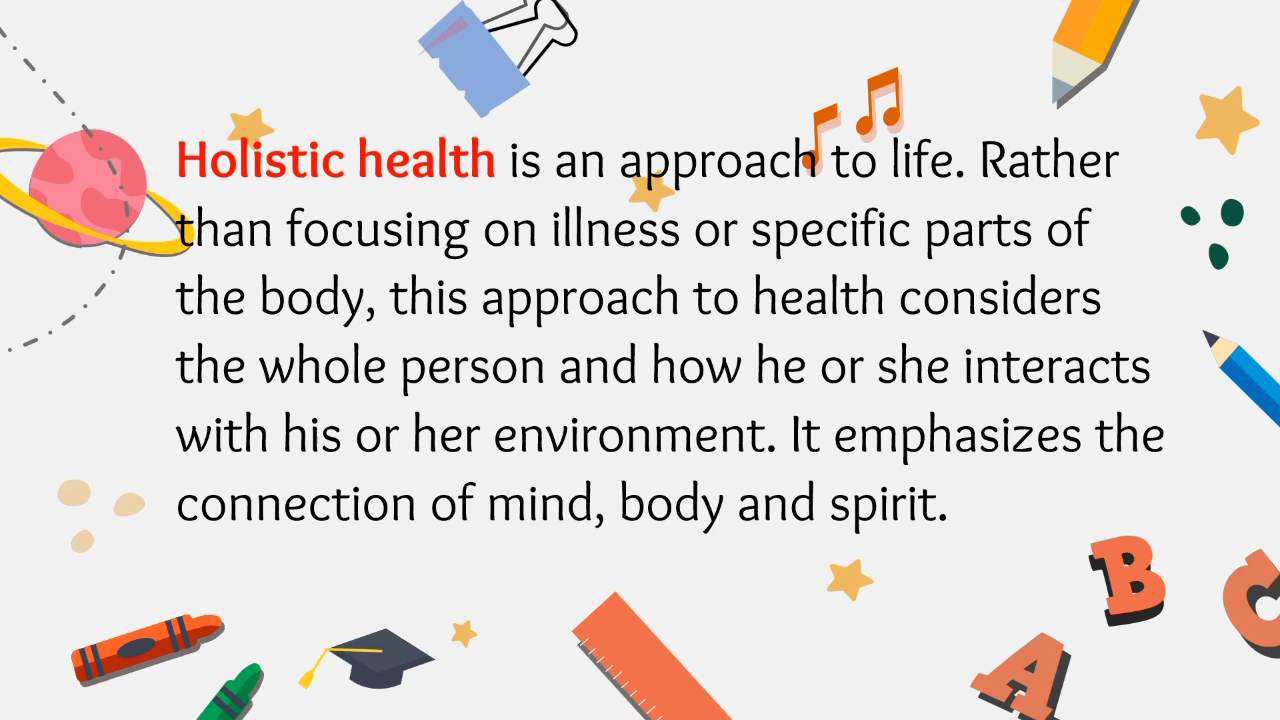 Holistic health is an approach to life. Rather
than focusing on illness or specific parts of
the body, this approach to health considers
the whole person and how he or she interacts
with his or her environment. It emphasizes the
connection of mind, body and spirit.
B
C
A